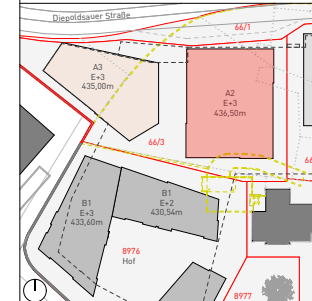 Diepoldsauer Straße
66/1
A3
E+3
435,00m
A2
E+3
436,50m
66/3
66
B1
E+2
430,54m
B1
E+3
433,60m
8976
Hof
8977